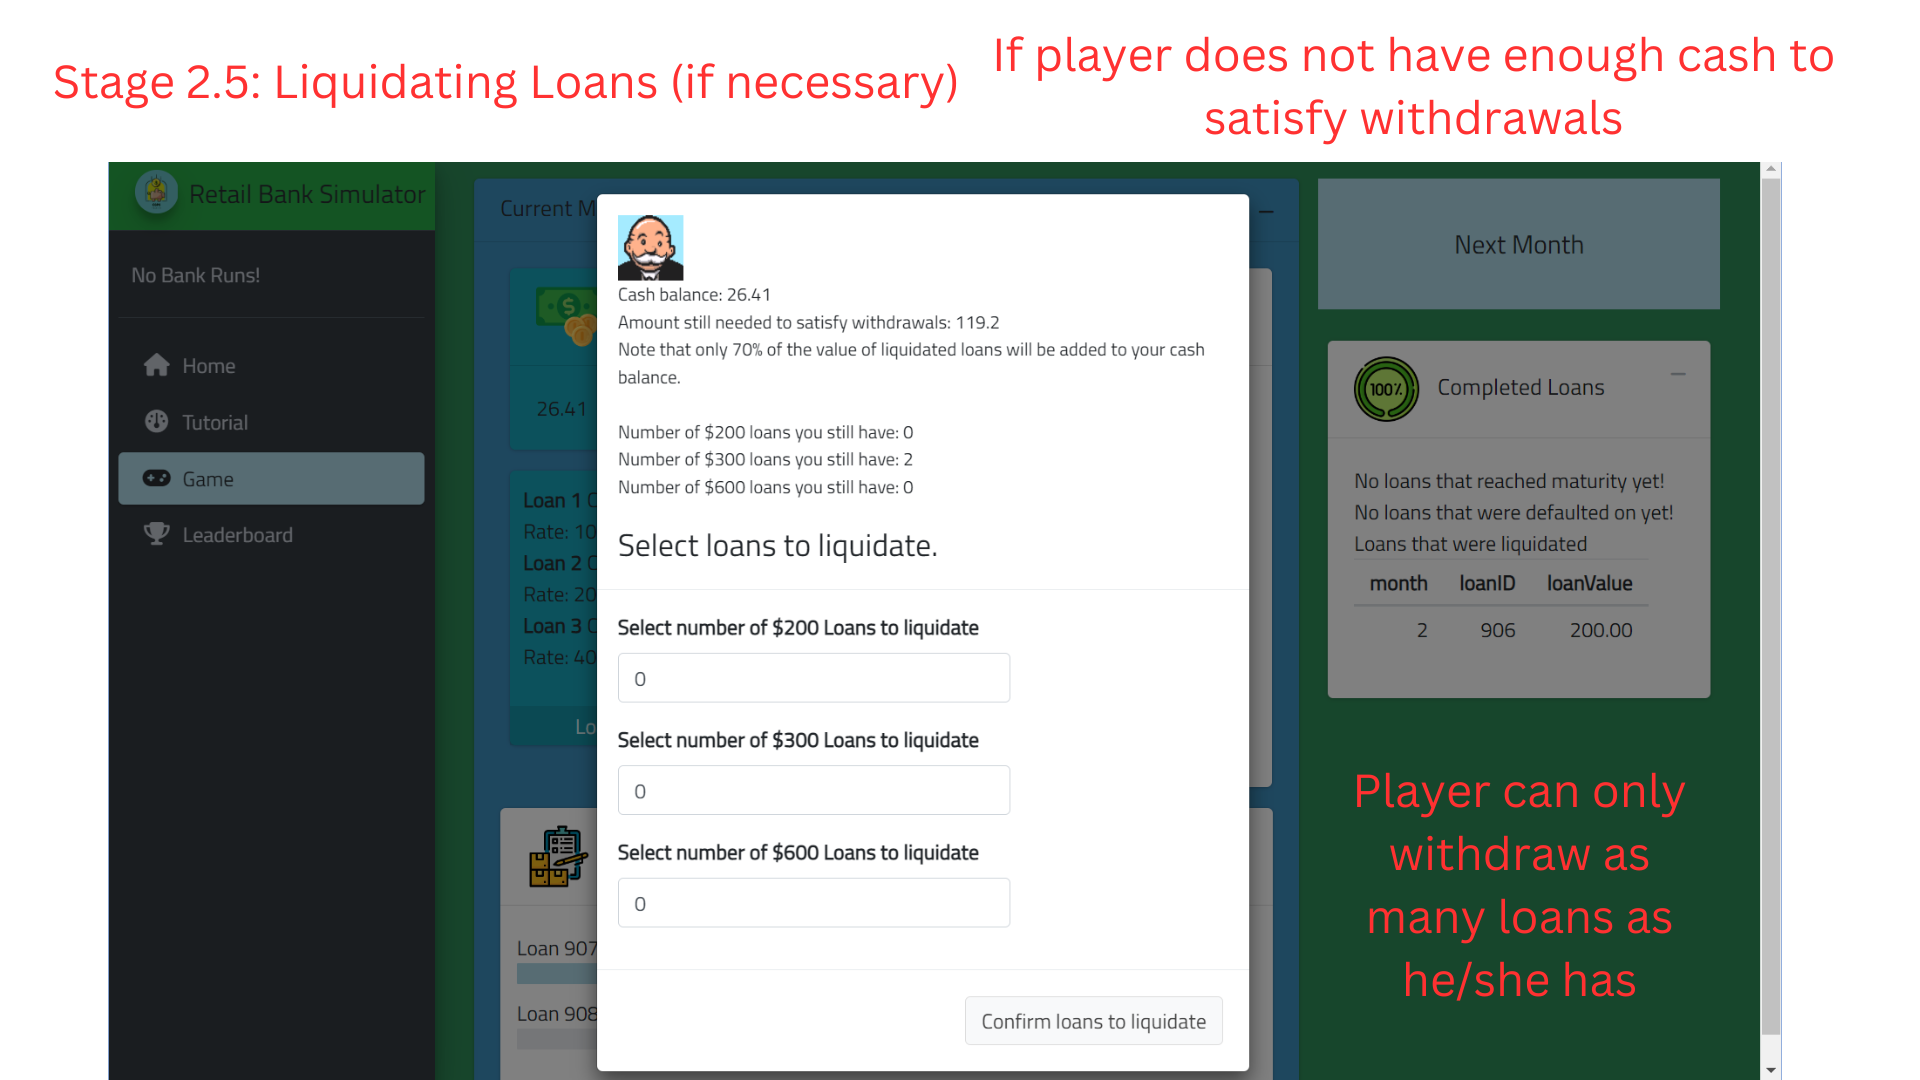 Stage 2.5: Liquidating Loans (if necessary)
If player does not have enough cash to
satisfy withdrawals
Retail Bank Simulator
No Bank Runs!
Home
Tutorial
Game
Leaderboard
Current M
26.41
Loan 1
Rate: 10
Loan 2
Rate: 20
Loan 3
Rate: 40
Lo
Loan 907
Loan 908
Cash balance: 26.41
Amount still needed to satisfy withdrawals: 119.2
Note that only 70% of the value of liquidated loans will be added to your cash
balance.
Number of $200 loans you still have: 0
Number of $300 loans you still have: 2
Number of $600 loans you still have: 0
Select loans to liquidate.
Select number of $200 Loans to liquidate
0
Select number of $300 Loans to liquidate
0
Select number of $600 Loans to liquidate
0
Confirm loans to liquidate
Next Month
100%
Completed Loans
No loans that reached maturity yet!
No loans that were defaulted on yet!
Loans that were liquidated
month loanID loanValue
2 906 200.00
Player can only
withdraw as
many loans as
he/she has